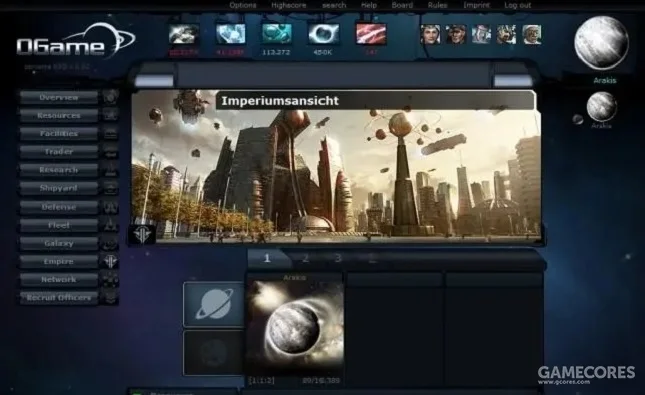 Options Highscore search Help Board Rules Imprint Log out
OGame
113.272 450K
Arakis
Arakis
Overview
Resources
Facilities
Trader
Research
Shipyard
Defense
Fleet
Galaxy
Empire
Network
Recruit Officers
Imperiumsansicht
1 2 3 Σ
Arakis
GAMECORES
www.gcores.com